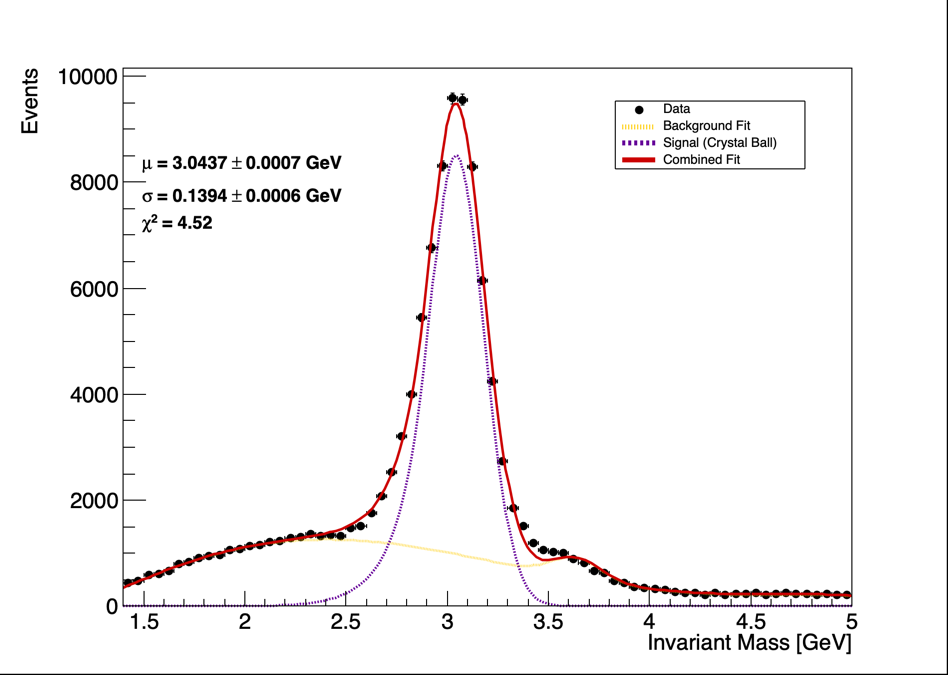 Events
10000
8000
6000
4000
2000
0
μ = 3.0437 ± 0.0007 GeV
σ = 0.1394 ± 0.0006 GeV
χ² = 4.52
Data
Background Fit
Signal (Crystal Ball)
Combined Fit
1.5 2 2.5 3 3.5 4 4.5 5
Invariant Mass [GeV]